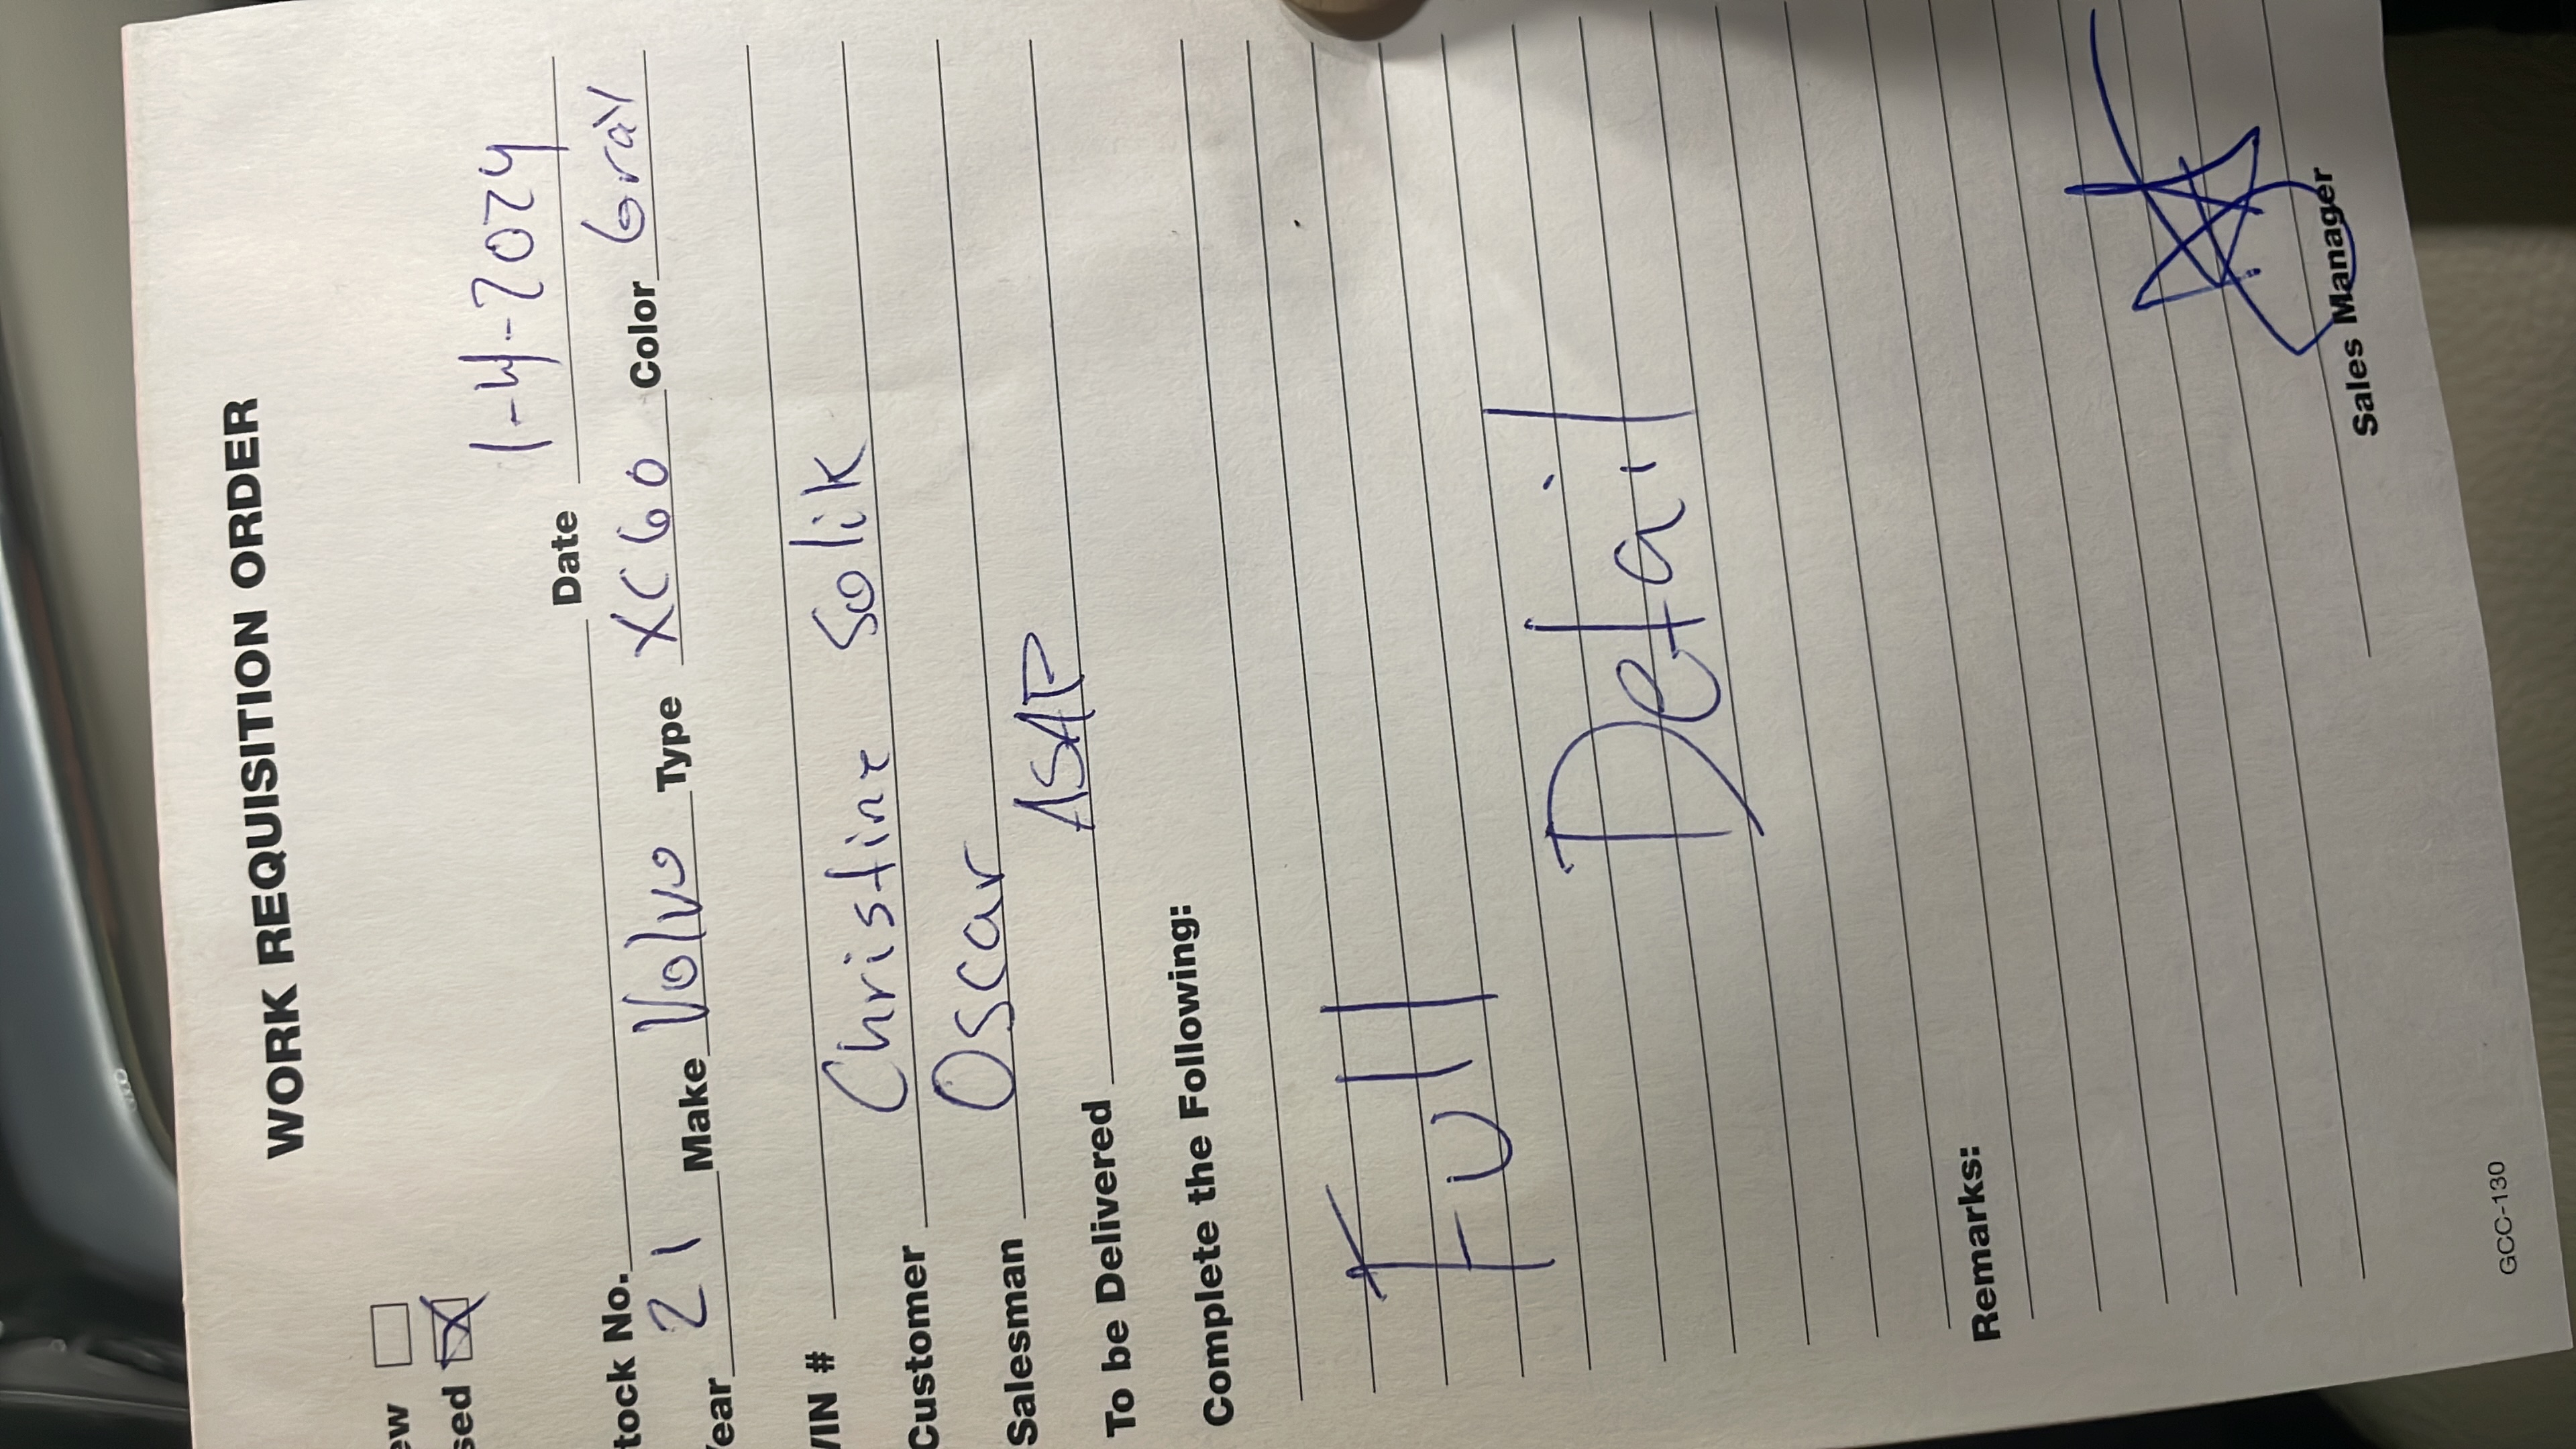 WORK REQUISITION ORDER
ew
sed
tock No. Date 1-4-2024
Year 21 Make Volvo Type XC60 Color Gray
VIN #
Customer Christine Solik
Salesman Oscar
To be Delivered ASAP
Complete the Following:
Full
Detail
Remarks:
Sales Manager
GCC-130